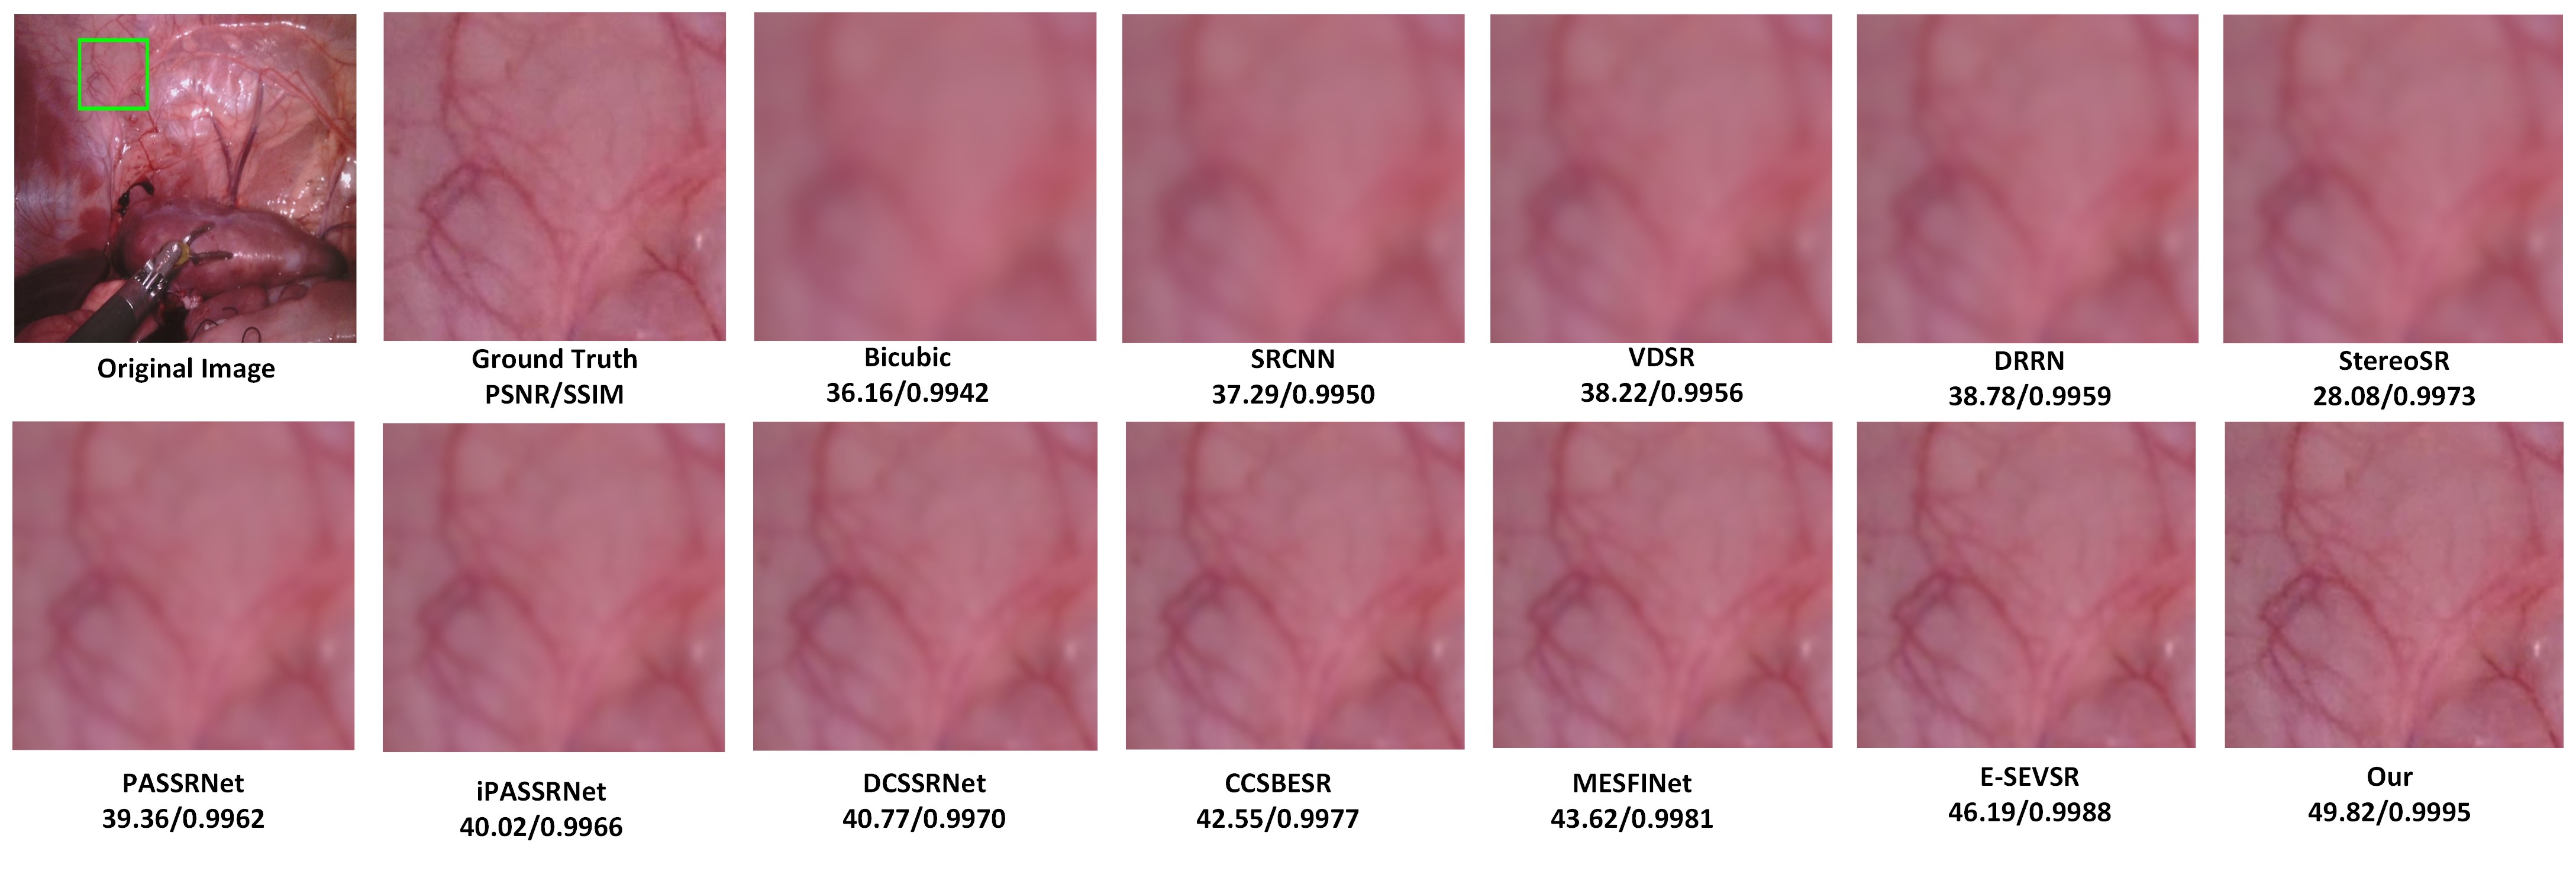 Original Image
Ground Truth
PSNR/SSIM
Bicubic
36.16/0.9942
SRCNN
37.29/0.9950
VDSR
38.22/0.9956
DRRN
38.78/0.9959
StereoSR
28.08/0.9973
PASSRNet
39.36/0.9962
iPASSRNet
40.02/0.9966
DCSSRNet
40.77/0.9970
CCSBESR
42.55/0.9977
MESFINet
43.62/0.9981
E-SEVSR
46.19/0.9988
Our
49.82/0.9995